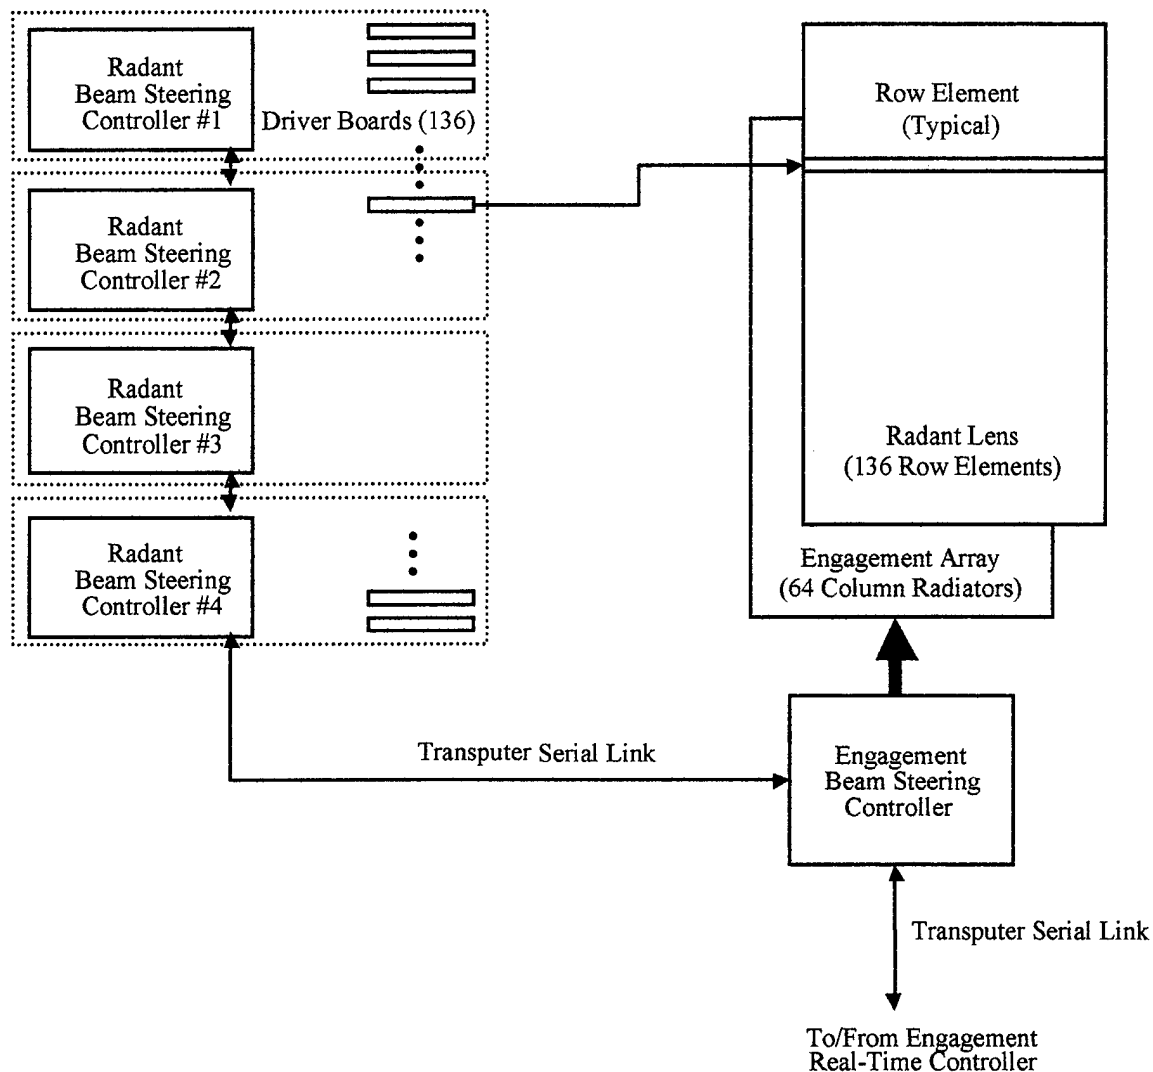 Radant
Beam Steering
Controller #1
Driver Boards (136)
Row Element
(Typical)
Radant
Beam Steering
Controller #2
Radant
Beam Steering
Controller #3
Radant Lens
(136 Row Elements)
Radant
Beam Steering
Controller #4
Engagement Array
(64 Column Radiators)
Transputer Serial Link
Engagement
Beam Steering
Controller
Transputer Serial Link
To/From Engagement
Real-Time Controller